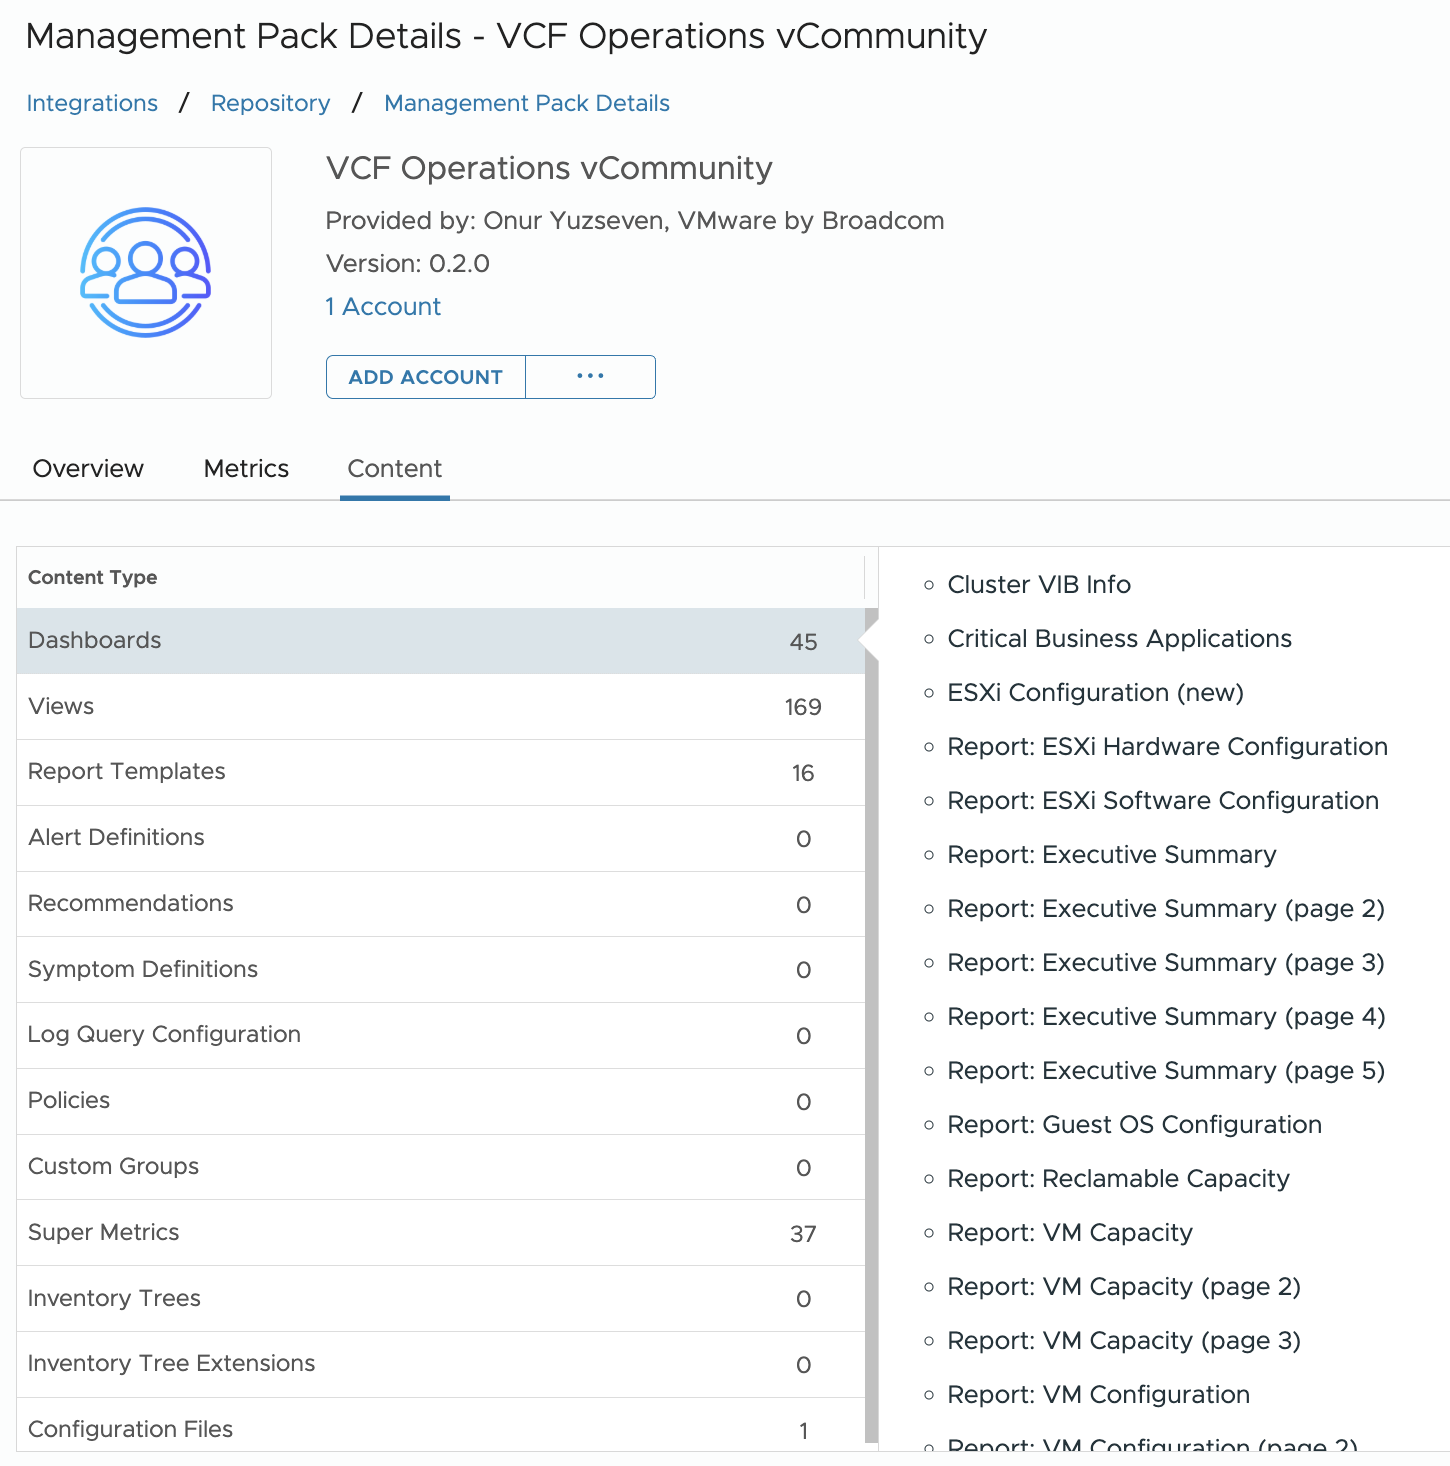 Management Pack Details - VCF Operations vCommunity
Integrations / Repository / Management Pack Details
VCF Operations vCommunity
Provided by: Onur Yuzseven, VMware by Broadcom
Version: 0.2.0
1 Account
ADD ACCOUNT ...
Overview Metrics Content
Content Type
Dashboards 45
Views 169
Report Templates 16
Alert Definitions 0
Recommendations 0
Symptom Definitions 0
Log Query Configuration 0
Policies 0
Custom Groups 0
Super Metrics 37
Inventory Trees 0
Inventory Tree Extensions 0
Configuration Files 1
Cluster VIB Info
Critical Business Applications
ESXi Configuration (new)
Report: ESXi Hardware Configuration
Report: ESXi Software Configuration
Report: Executive Summary
Report: Executive Summary (page 2)
Report: Executive Summary (page 3)
Report: Executive Summary (page 4)
Report: Executive Summary (page 5)
Report: Guest OS Configuration
Report: Reclamable Capacity
Report: VM Capacity
Report: VM Capacity (page 2)
Report: VM Capacity (page 3)
Report: VM Configuration
Report: VM Configuration (page 2)